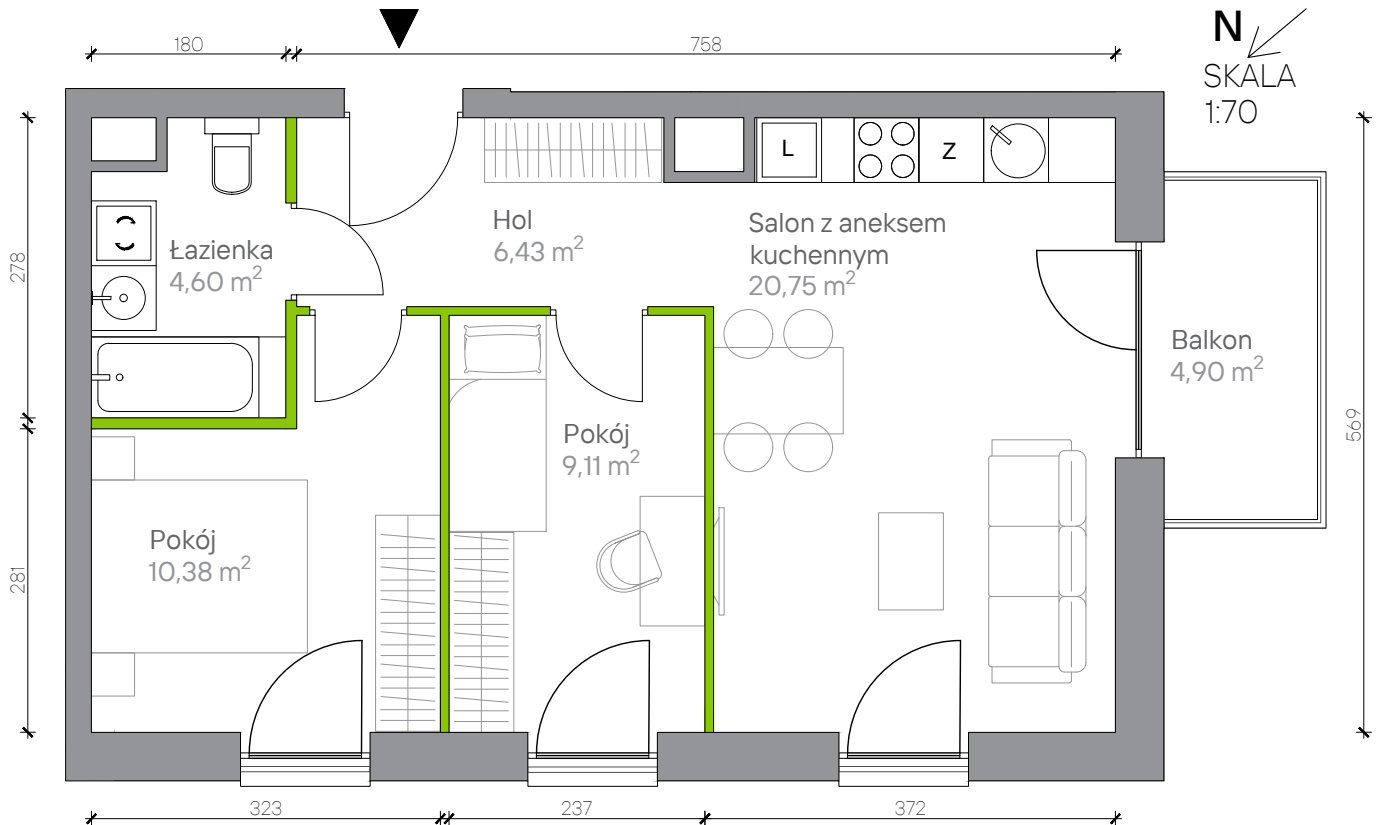 180
758
N
SKALA
1:70
L
Z
Łazienka
4,60 m²
Hol
6,43 m²
Salon z aneksem
kuchennym
20,75 m²
278
Balkon
4,90 m²
569
Pokój
9,11 m²
Pokój
10,38 m²
281
323
237
372